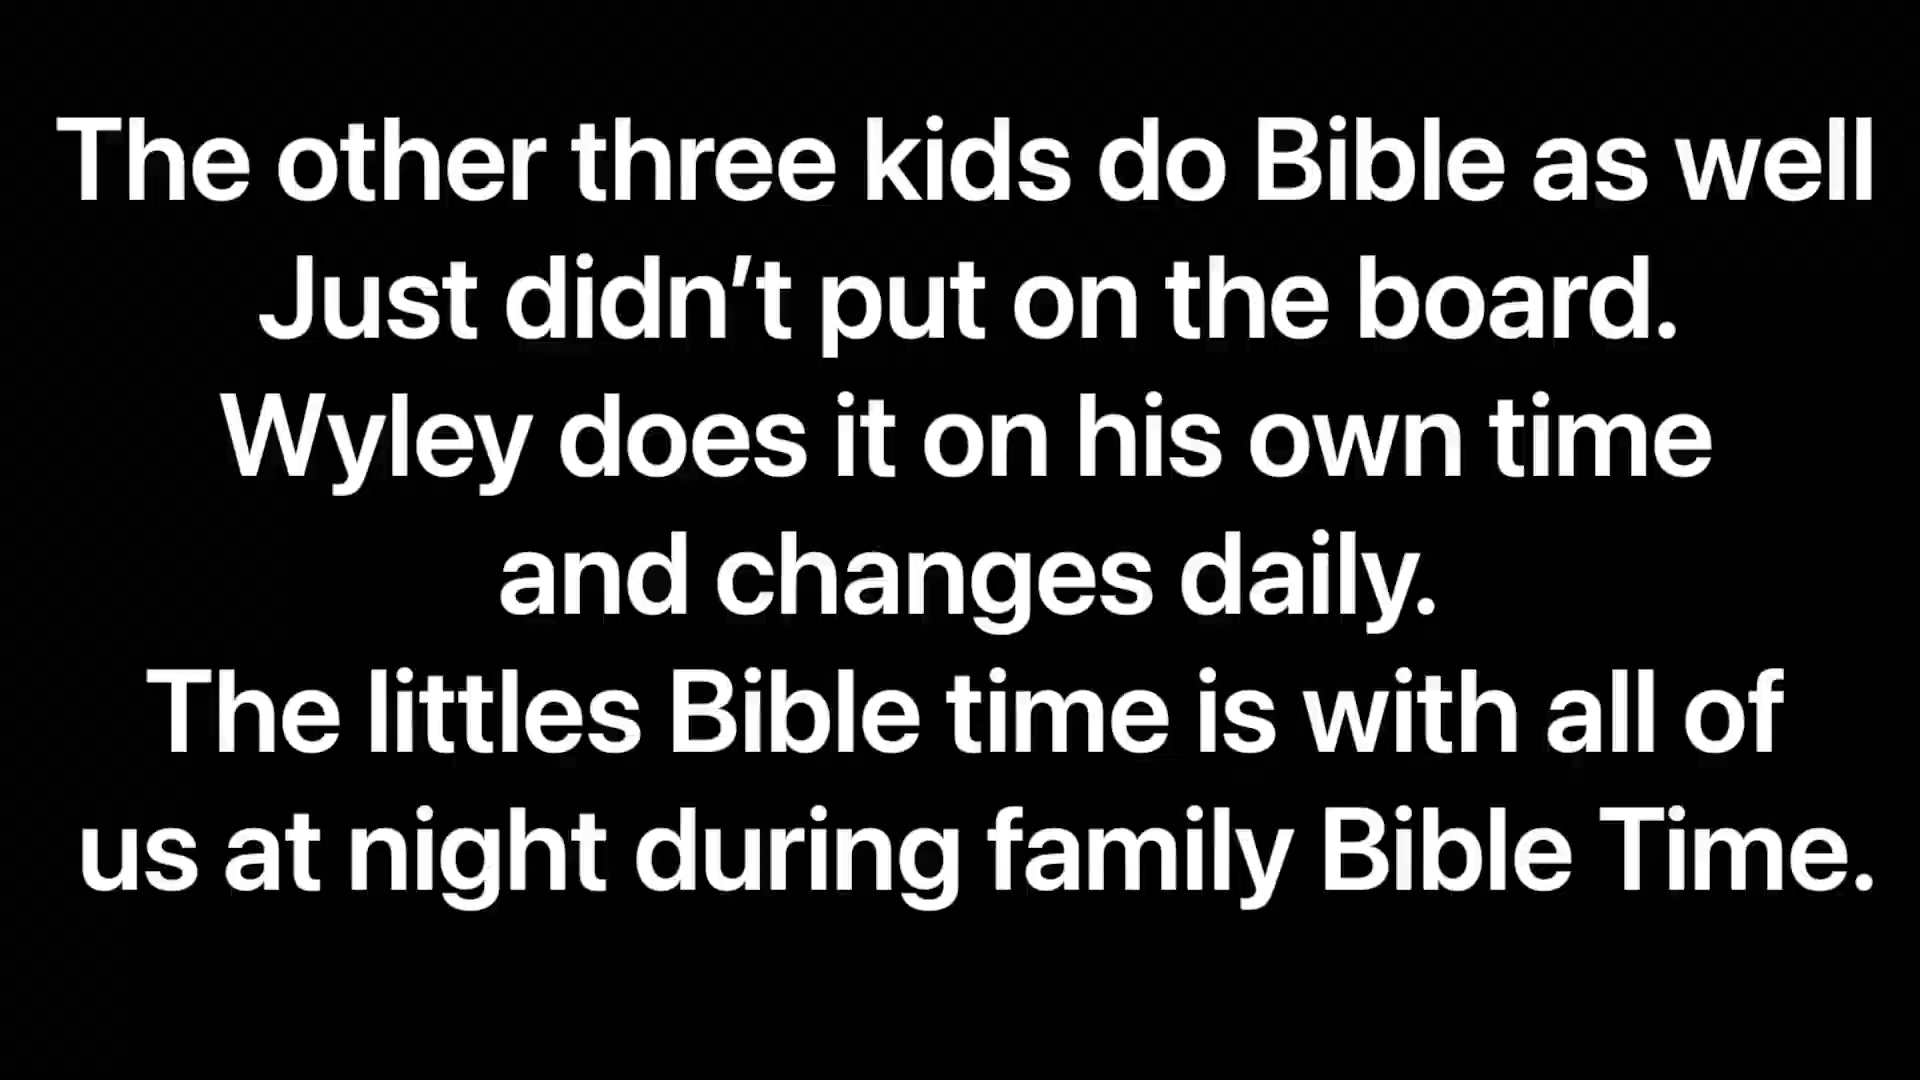 The other three kids do Bible as well
Just didn’t put on the board.
Wyley does it on his own time
and changes daily.
The littles Bible time is with all of
us at night during family Bible Time.